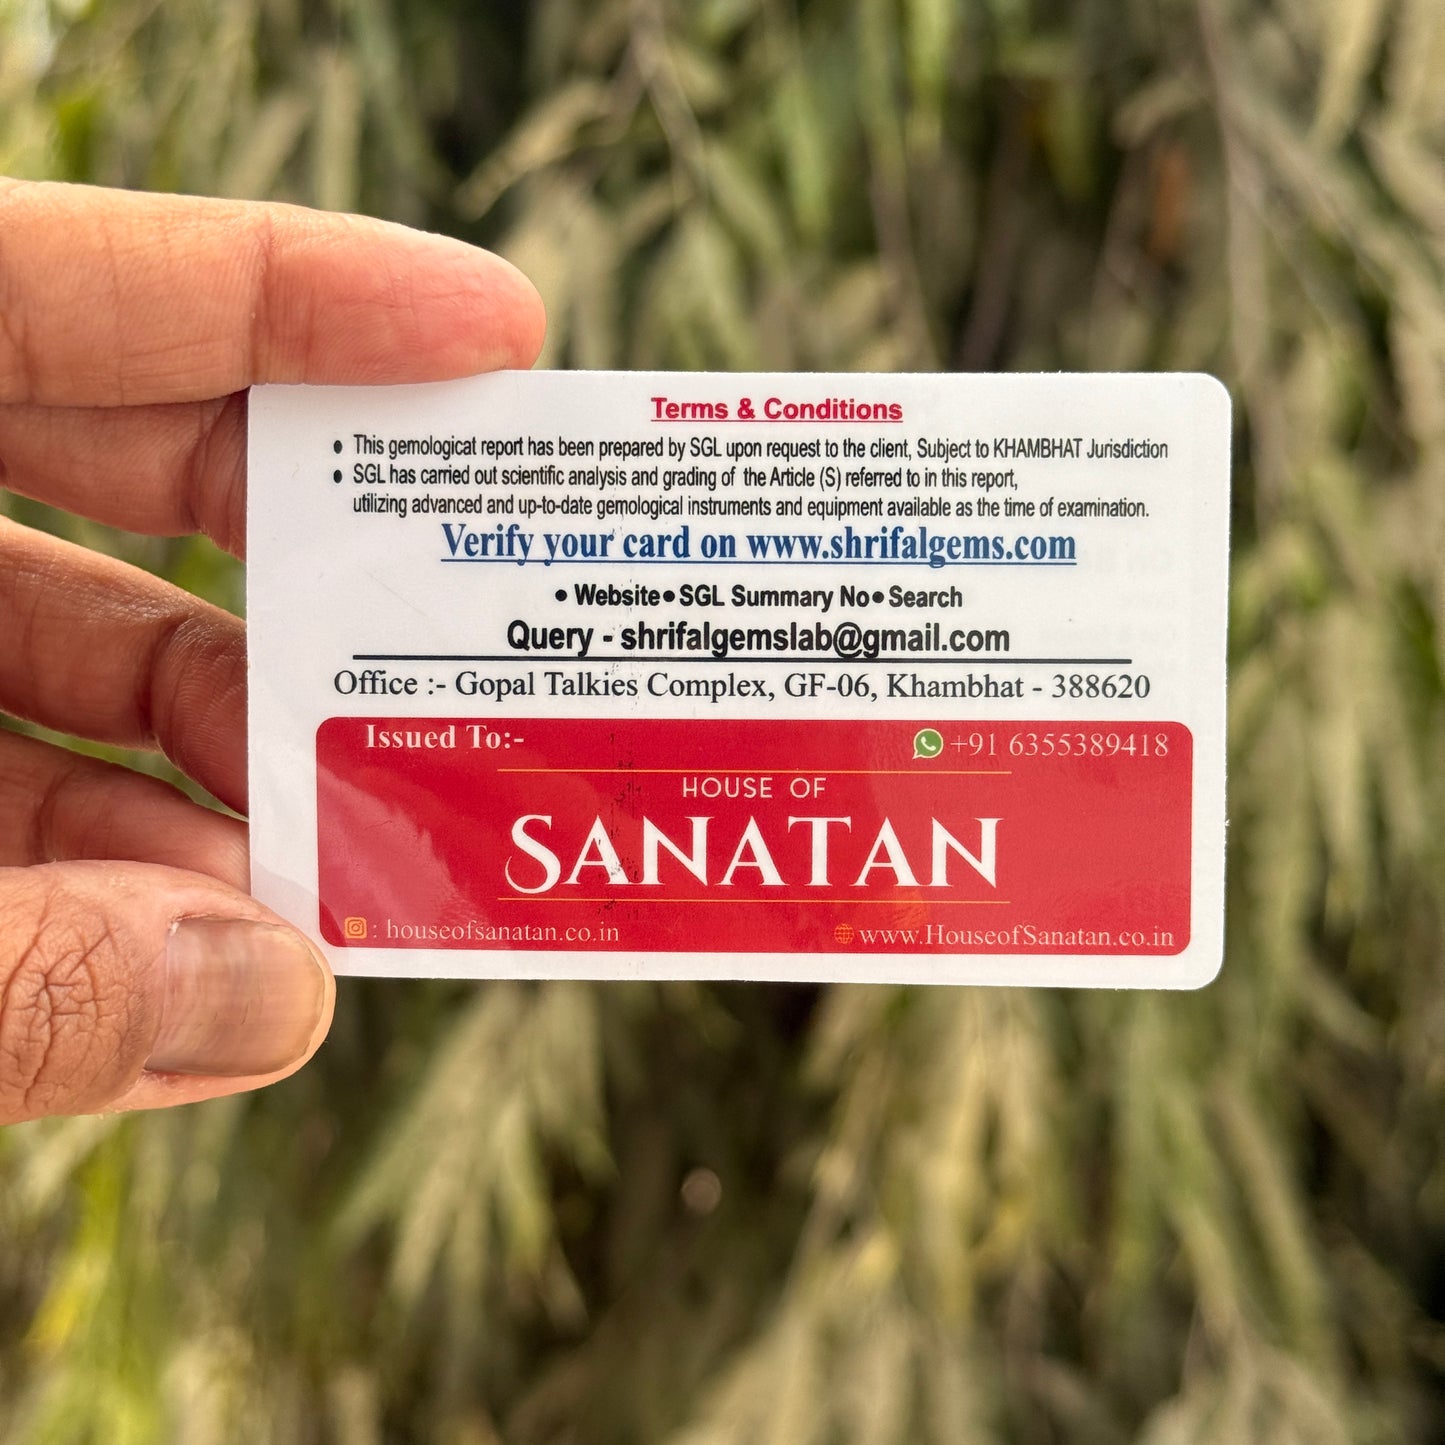 Terms & Conditions
• This gemologicat report has been prepared by SGL upon request to the client, Subject to KHAMBHAT Jurisdiction
• SGL has carried out scientific analysis and grading of the Article (S) referred to in this report,
utilizing advanced and up-to-date gemological instruments and equipment available as the time of examination.
Verify your card on www.shrifalgems.com
• Website• SGL Summary No• Search
Query - shrifalgemslab@gmail.com
Office :- Gopal Talkies Complex, GF-06, Khambhat - 388620
Issued To:-
+91 6355389418
HOUSE OF
SANATAN
: houseofsanatan.co.in
www.HouseofSanatan.co.in